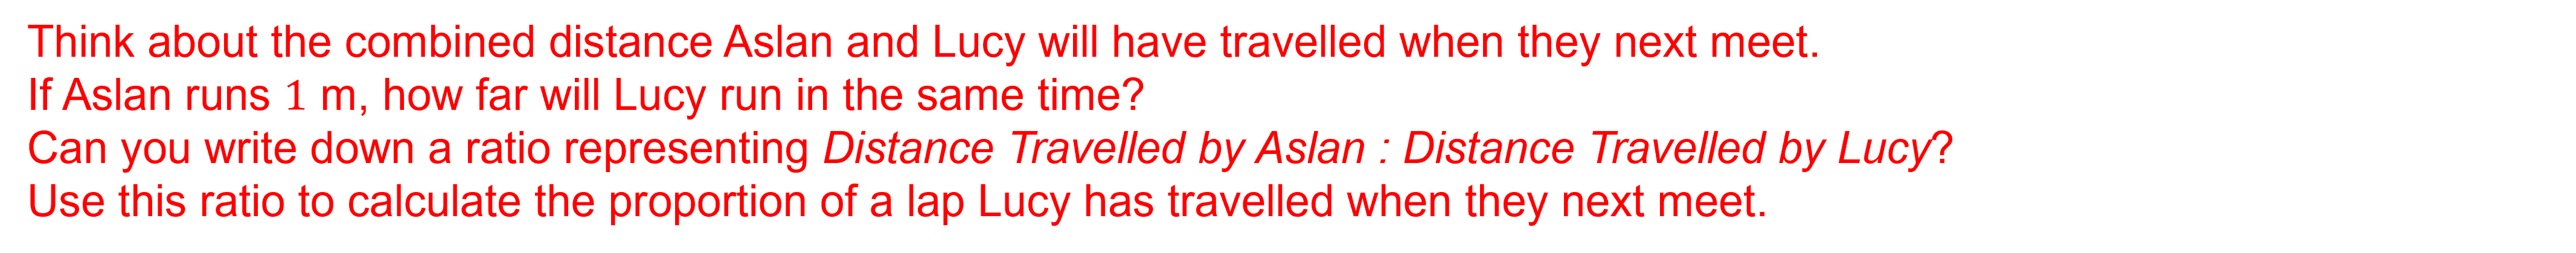 Think about the combined distance Aslan and Lucy will have travelled when they next meet.
If Aslan runs 1 m, how far will Lucy run in the same time?
Can you write down a ratio representing Distance Travelled by Aslan : Distance Travelled by Lucy?
Use this ratio to calculate the proportion of a lap Lucy has travelled when they next meet.